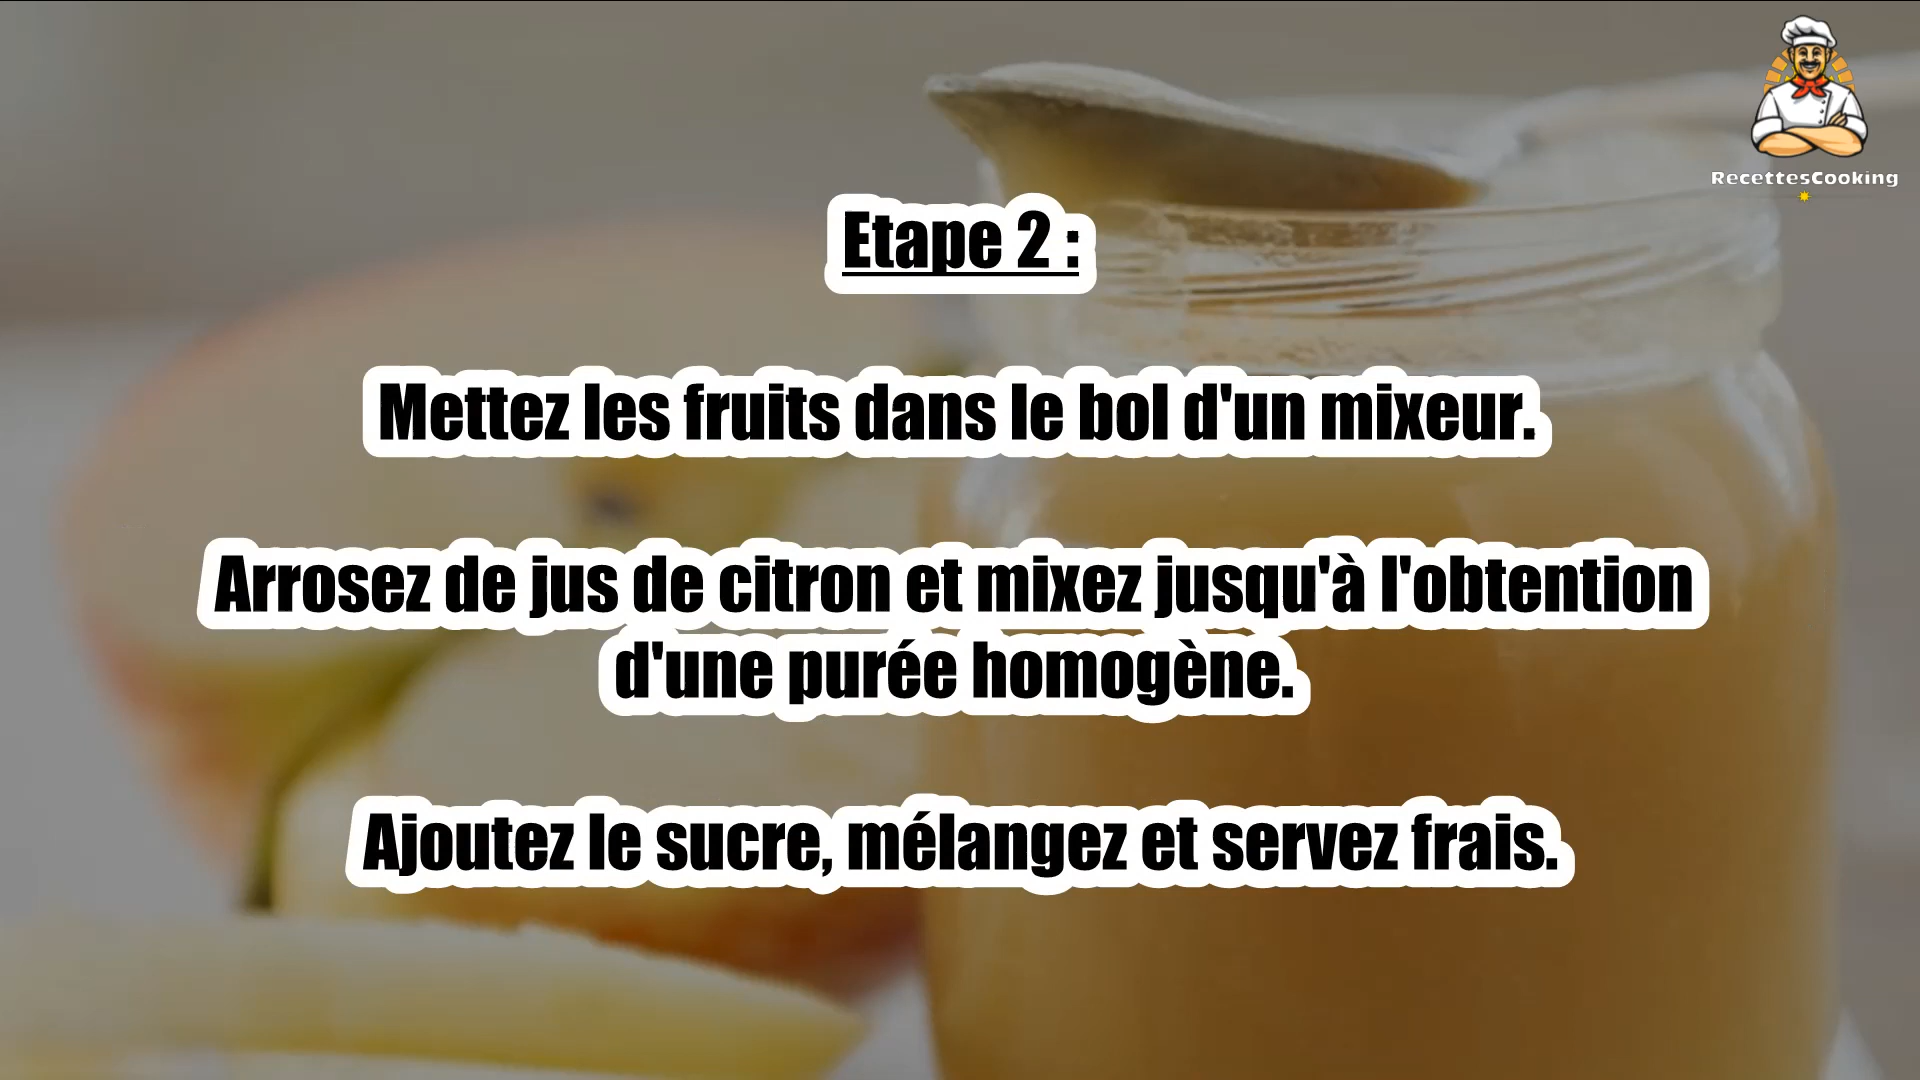 RecettesCooking
Etape 2 :
Mettez les fruits dans le bol d'un mixeur.
Arrosez de jus de citron et mixez jusqu'à l'obtention
d'une purée homogène.
Ajoutez le sucre, mélangez et servez frais.